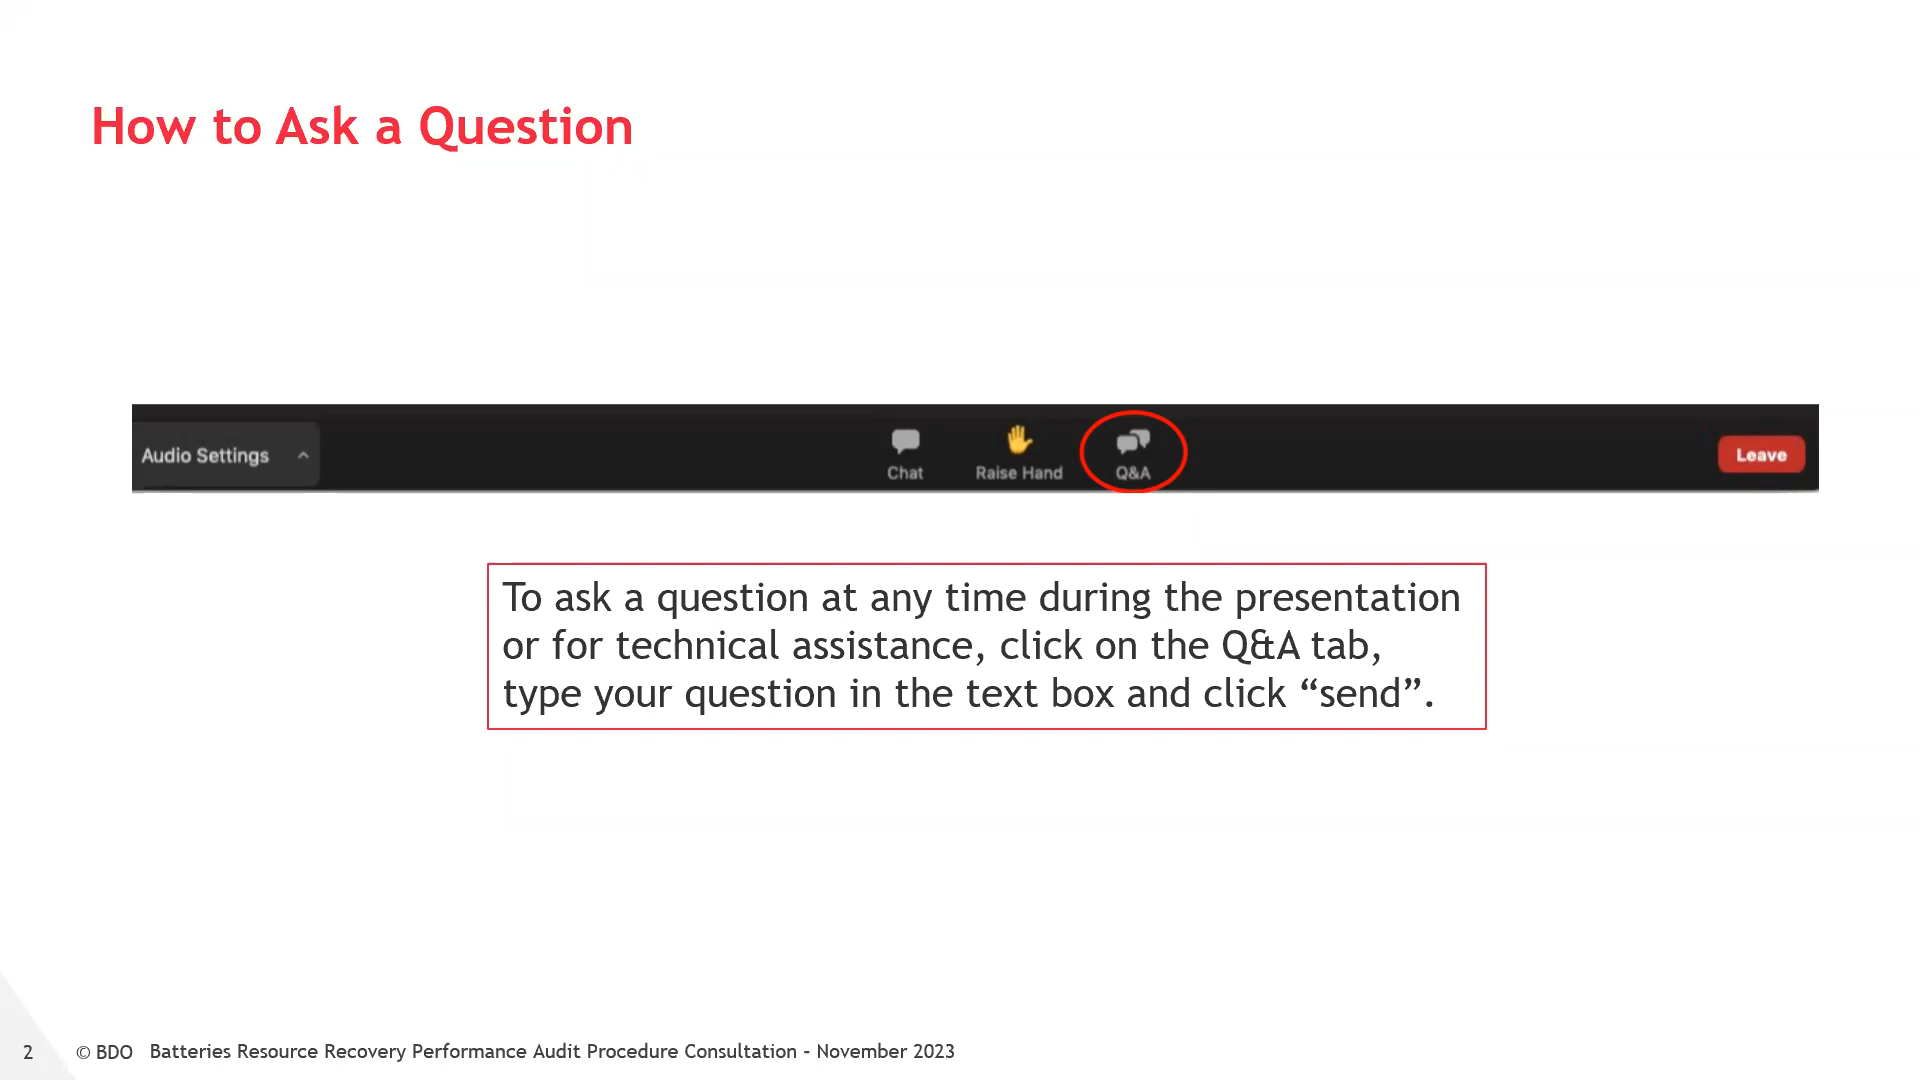 How to Ask a Question
Audio Settings
Chat
Raise Hand
Q&A
Leave
To ask a question at any time during the presentation
or for technical assistance, click on the Q&A tab,
type your question in the text box and click “send”.
2 © BDO Batteries Resource Recovery Performance Audit Procedure Consultation - November 2023